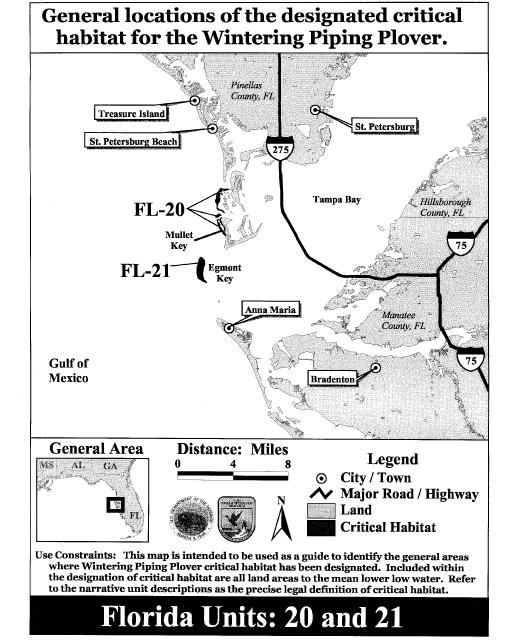 General locations of the designated critical
habitat for the Wintering Piping Plover.
Pinellas
County, FL
Treasure Island
St. Petersburg
St. Petersburg Beach
275
Tampa Bay
Hillsborough
County, FL
FL-20
Mullet
Key
75
FL-21
Egmont
Key
Anna Maria
Manatee
County, FL
Gulf of
Mexico
75
Bradenton
General Area
MS AL GA
FL
Distance: Miles
0 4 8
N
Legend
City / Town
Major Road / Highway
Land
Critical Habitat
Use Constraints: This map is intended to be used as a guide to identify the general areas
where Wintering Piping Plover critical habitat has been designated. Included within
the designation of critical habitat are all land areas to the mean lower low water. Refer
to the narrative unit descriptions as the precise legal definition of critical habitat.
Florida Units: 20 and 21